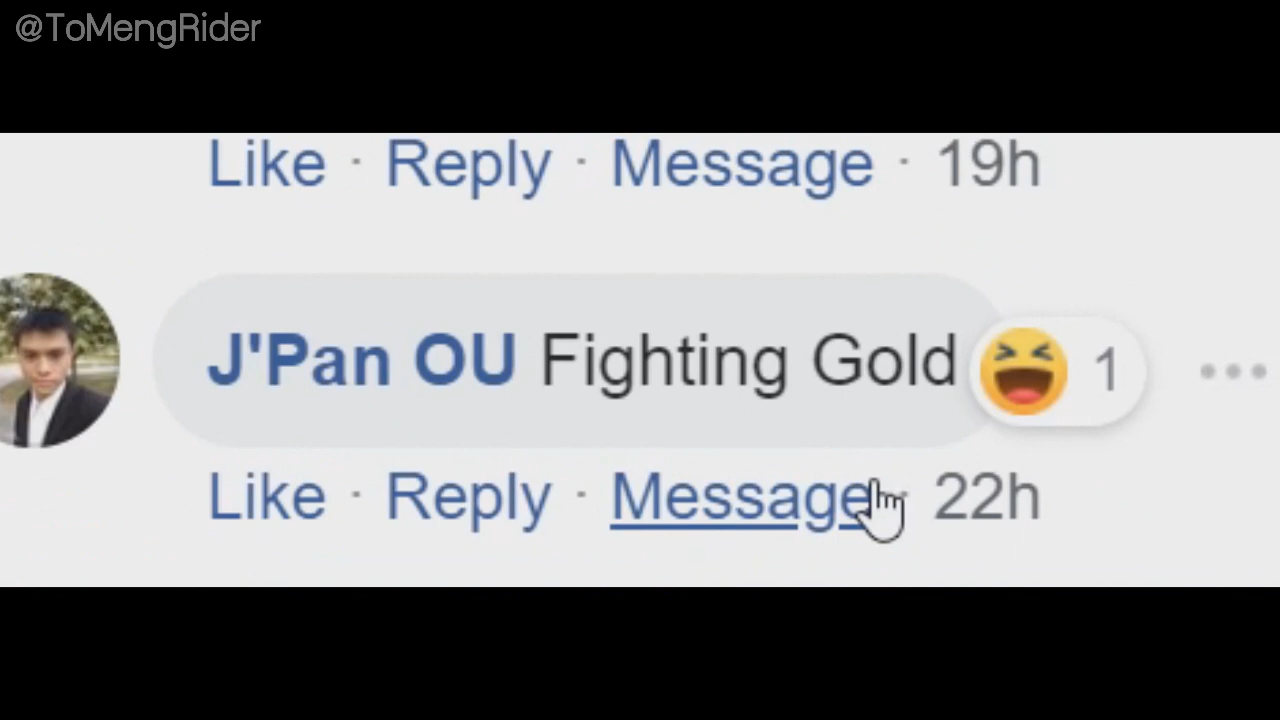 @ToMengRider
Like · Reply · Message · 19h
J'Pan OU Fighting Gold 1
Like · Reply · Message · 22h